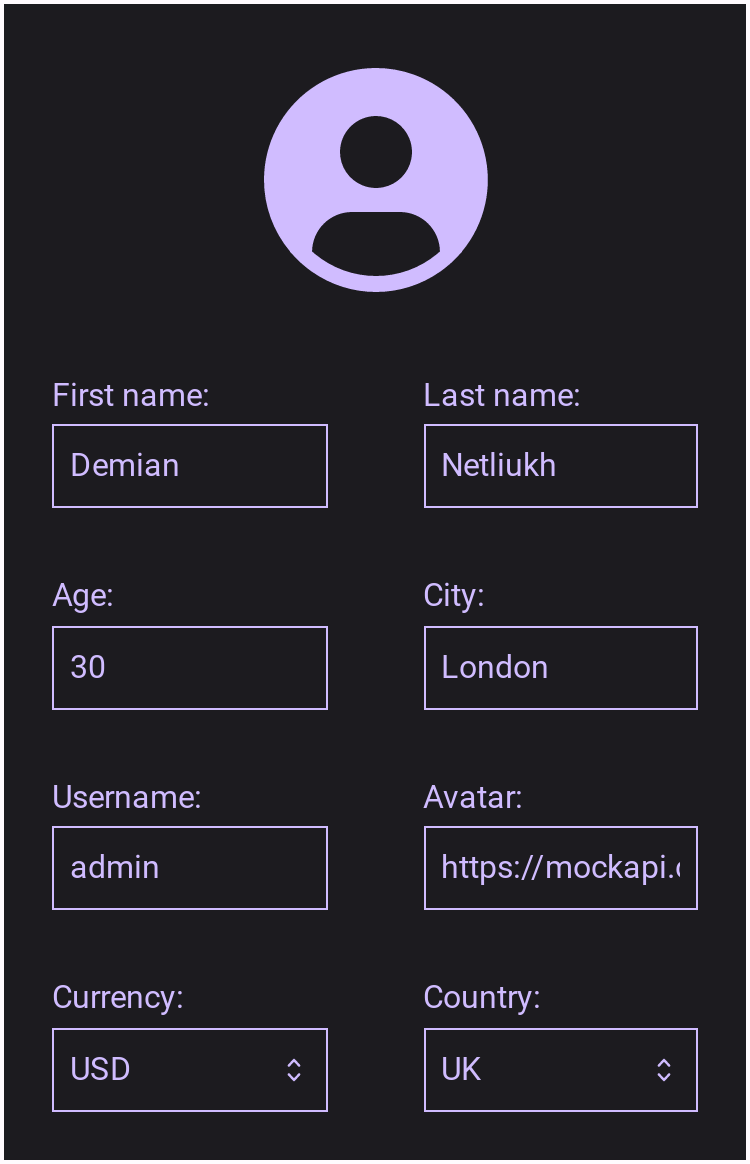 First name:
Last name:
Demian
Netliukh
Age:
City:
30
London
Username:
Avatar:
admin
https://mockapi.
Currency:
Country:
USD
UK